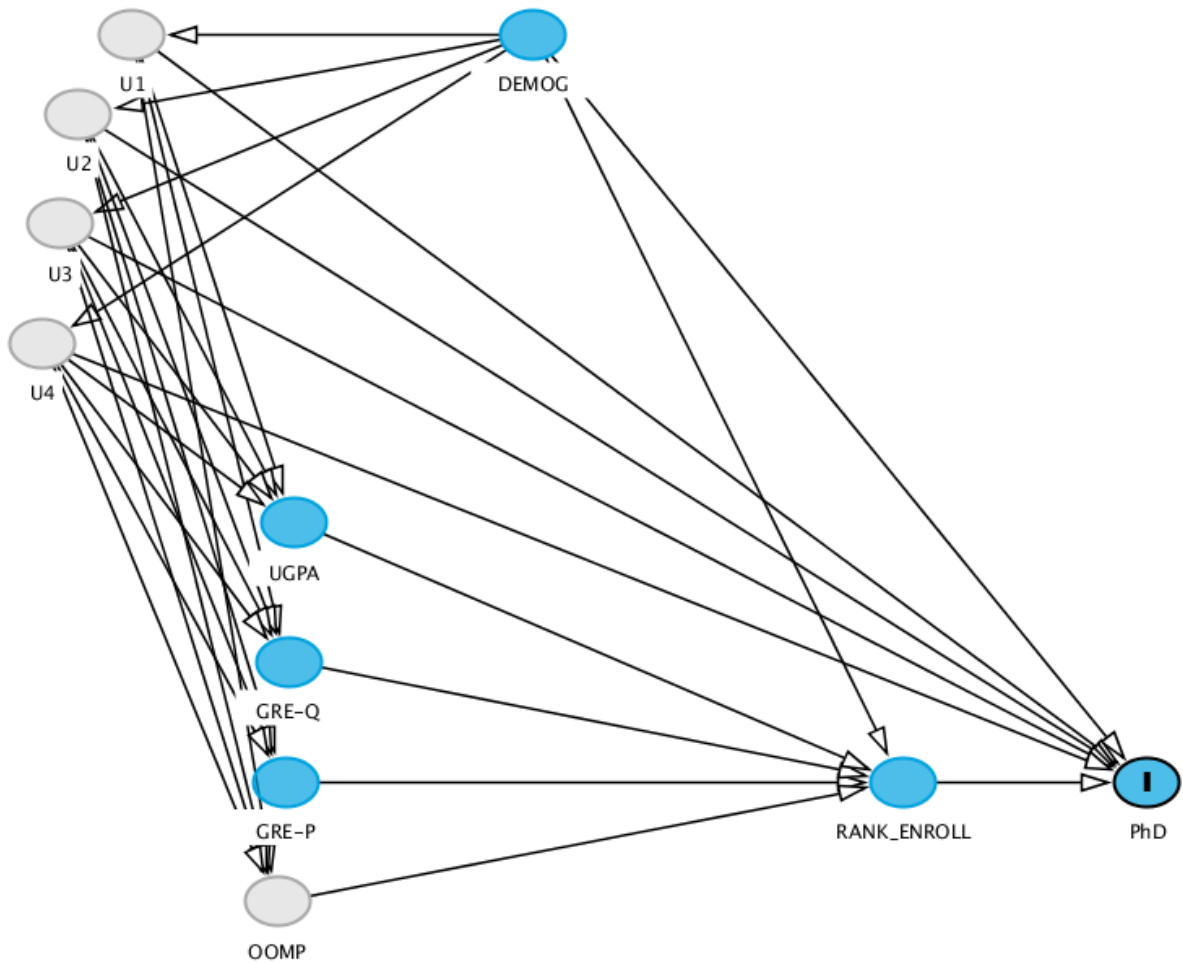 U1
DEMOG
U2
U3
U4
UGPA
GRE-Q
GRE-P
RANK_ENROLL
I
PhD
OOMP